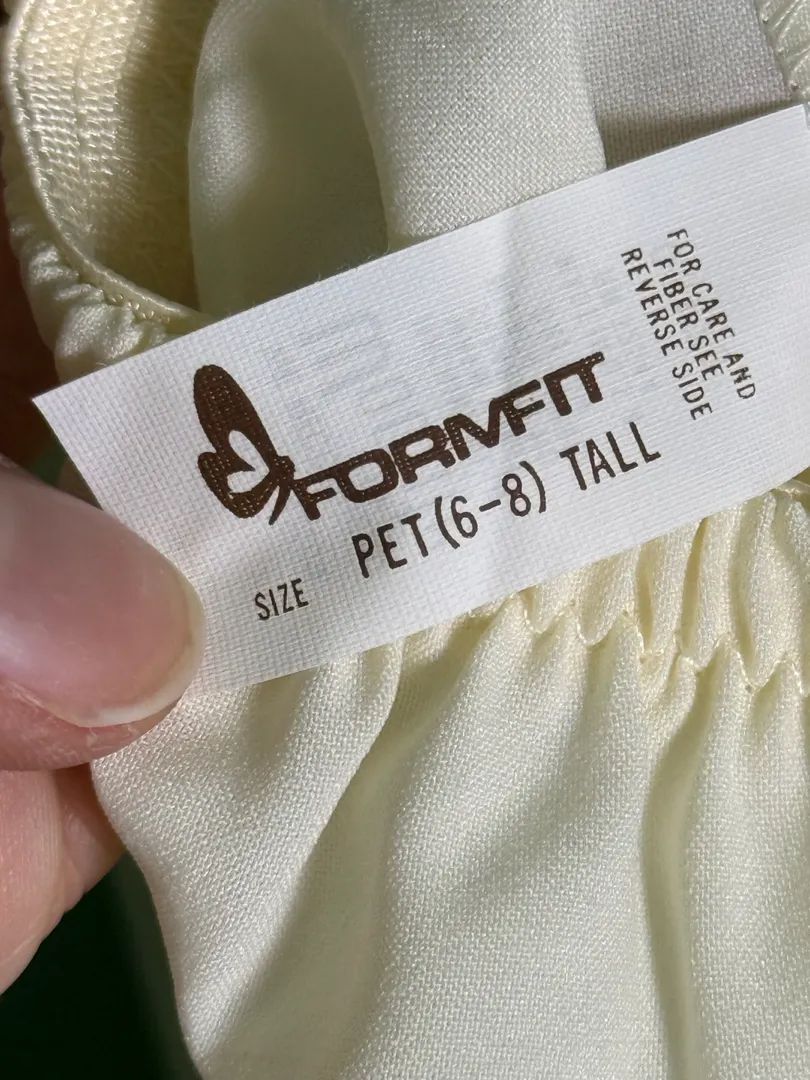 FORMFIT
SIZE PET (6-8) TALL
FOR CARE AND
FIBER SEE
REVERSE SIDE